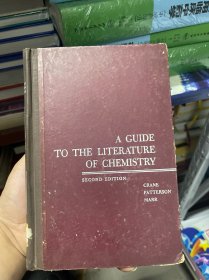 A GUIDE
TO THE LITERATURE
OF CHEMISTRY
SECOND EDITION
CRANE
PATTERSON
MARR